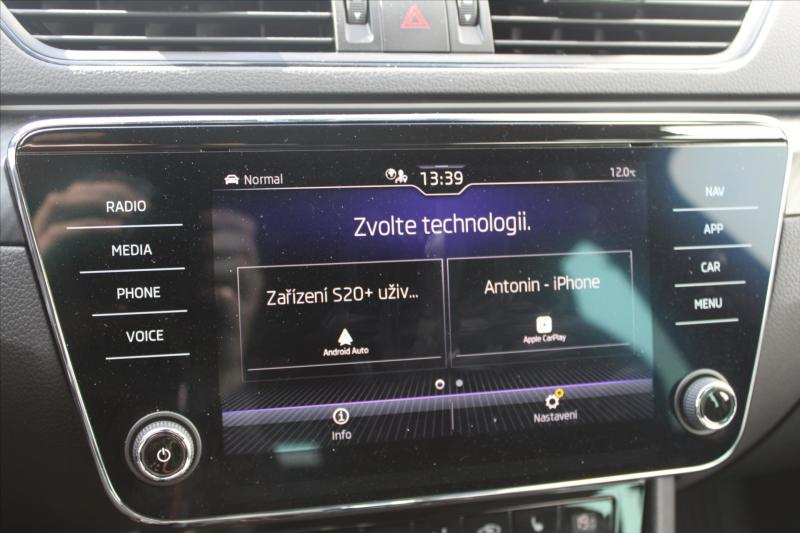 Normal
13:39
12.0°C
RADIO
MEDIA
PHONE
VOICE
Zvolte technologii.
Zařízení S20+ uživ...
Android Auto
Antonin - iPhone
Apple CarPlay
Info
Nastavení
NAV
APP
CAR
MENU